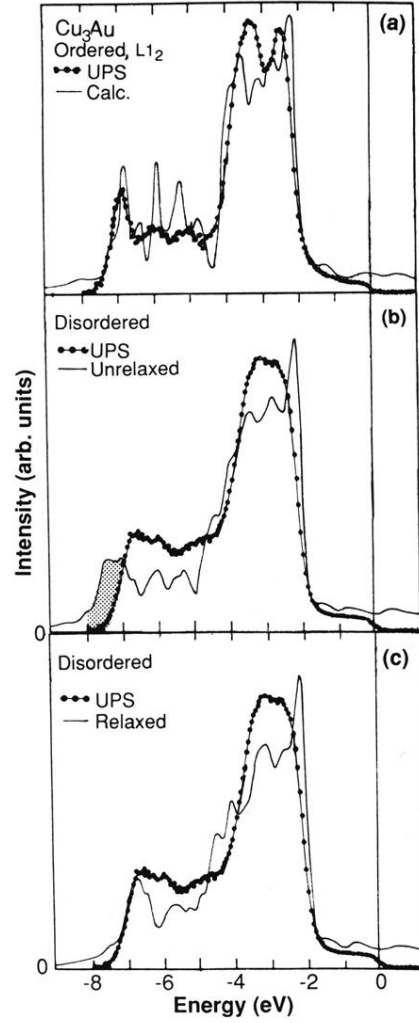 (a)
Cu₃Au
Ordered, L1₂
UPS
Calc.
(b)
Disordered
UPS
Unrelaxed
Intensity (arb. units)
0
(c)
Disordered
UPS
Relaxed
0
-8 -6 -4 -2 0
Energy (eV)